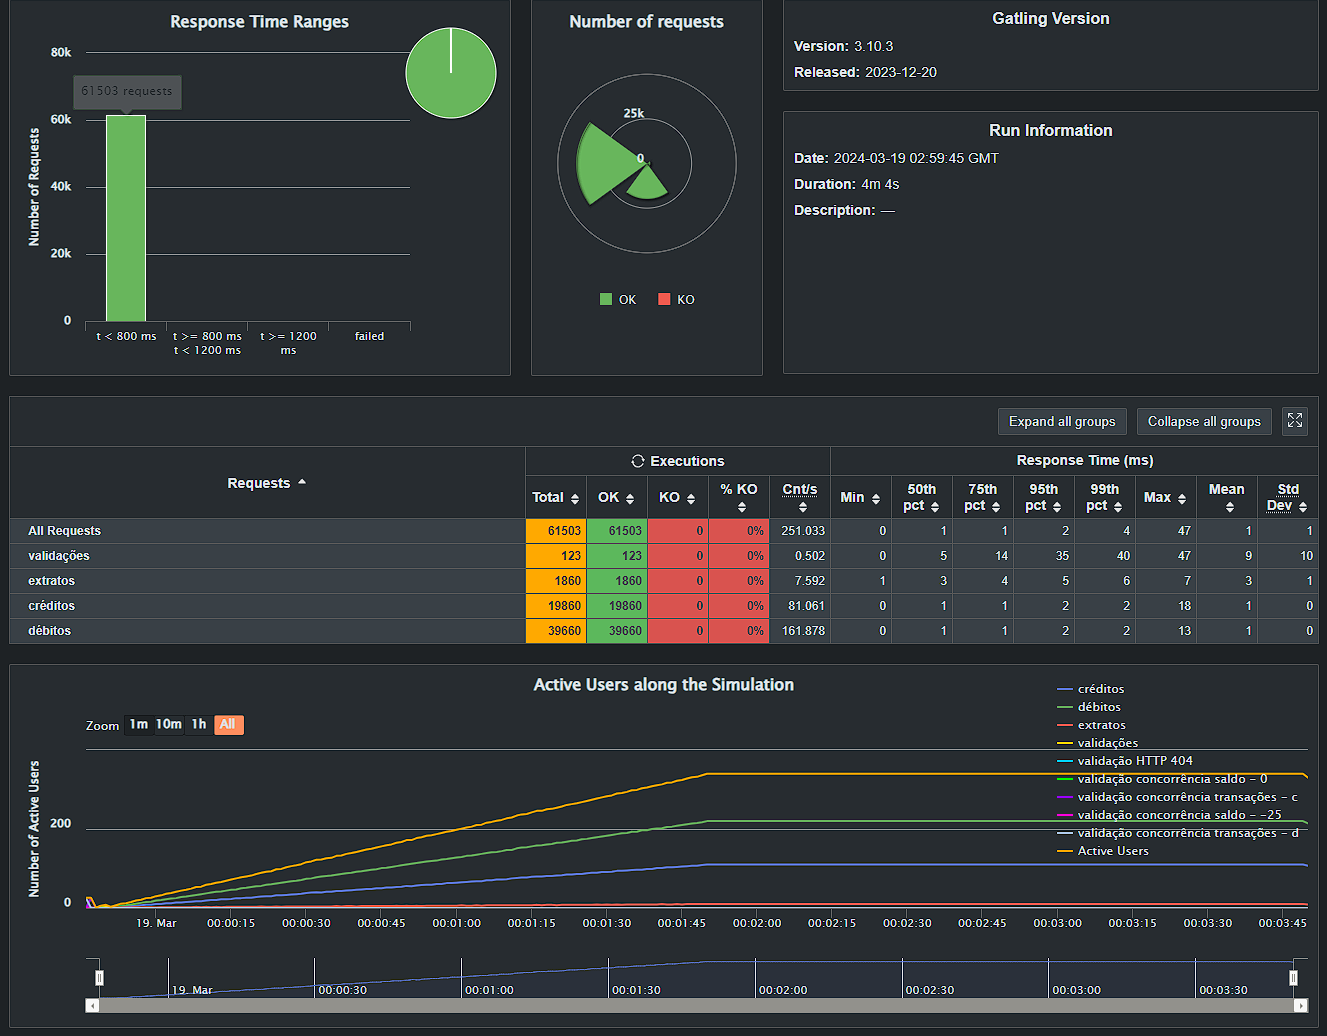 Response Time Ranges
80k
61503 requests
60k
40k
20k
0
Number of Requests
t < 800 ms
t >= 800 ms
t < 1200 ms
t >= 1200
ms
failed
Number of requests
25k
0
OK
KO
Gatling Version
Version: 3.10.3
Released: 2023-12-20
Run Information
Date: 2024-03-19 02:59:45 GMT
Duration: 4m 4s
Description: —
Expand all groups
Collapse all groups
Requests
Executions
Response Time (ms)
Total
OK
KO
% KO
Cnt/s
Min
50th pct
75th pct
95th pct
99th pct
Max
Mean
Std Dev
All Requests 61503 61503 0 0% 251.033 0 1 1 2 4 47 1 1
validações 123 123 0 0% 0.502 0 5 14 35 40 47 9 10
extratos 1860 1860 0 0% 7.592 1 3 4 5 6 7 3 1
créditos 19860 19860 0 0% 81.061 0 1 1 2 2 18 1 0
débitos 39660 39660 0 0% 161.878 0 1 1 2 2 13 1 0
Active Users along the Simulation
Zoom 1m 10m 1h All
Number of Active Users
200
0
créditos
débitos
extratos
validações
validação HTTP 404
validação concorrência saldo - 0
validação concorrência transações - c
validação concorrência saldo - -25
validação concorrência transações - d
Active Users
19. Mar 00:00:15 00:00:30 00:00:45 00:01:00 00:01:15 00:01:30 00:01:45 00:02:00 00:02:15 00:02:30 00:02:45 00:03:00 00:03:15 00:03:30 00:03:45
19. Mar 00:00:30 00:01:00 00:01:30 00:02:00 00:02:30 00:03:00 00:03:30